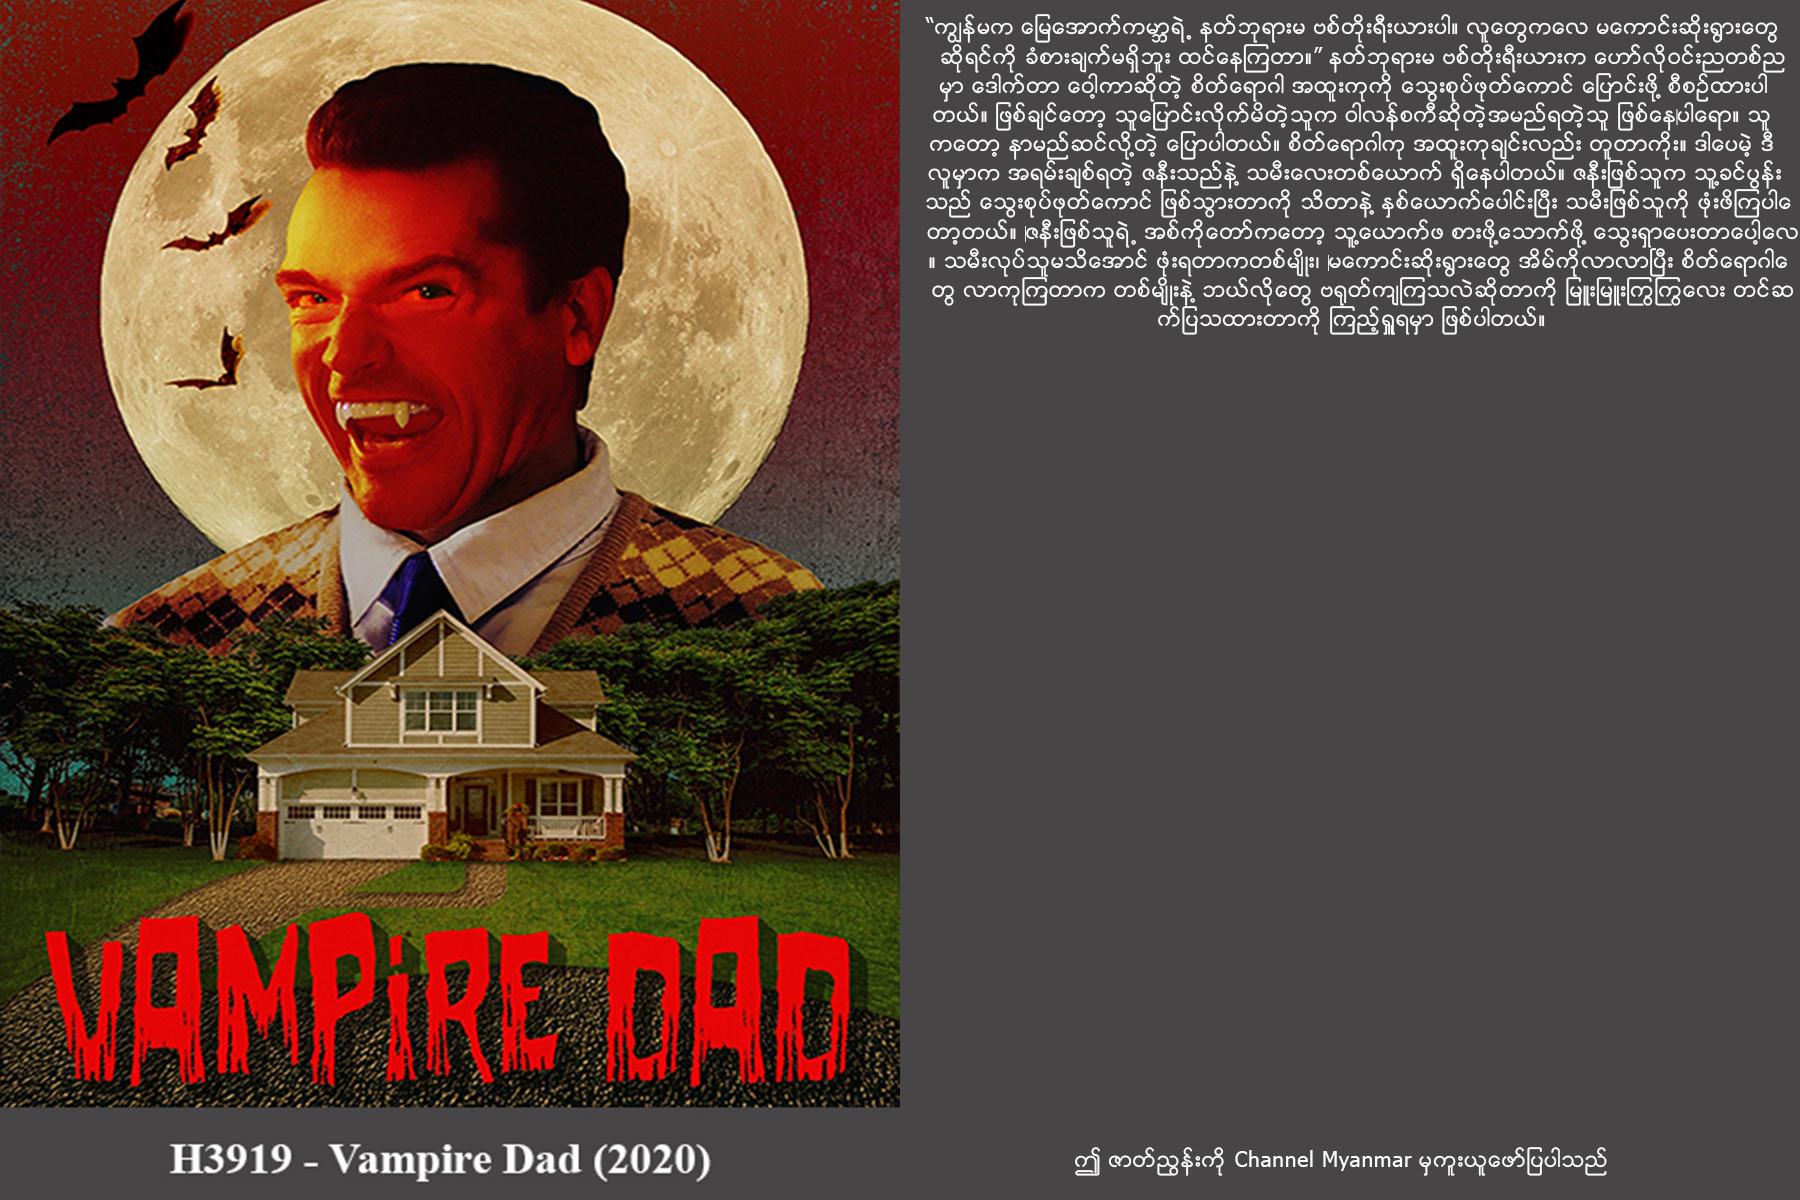 VAMPIRE DAD
H3919 - Vampire Dad (2020)
“ကျွန်မက မြေအောက်ကမ္ဘာရဲ့ နတ်ဘုရားမ ဗစ်တိုးရီးယားပါ။ လူတွေကလေ မကောင်းဆိုးရွားတွေ
ဆိုရင်ကို ခံစားချက်မရှိဘူး ထင်နေကြတာ။” နတ်ဘုရားမ ဗစ်တိုးရီးယားက ဟော်လိုဝင်းညတစ်ည
မှာ ဒေါက်တာ ဝေါ့ကာဆိုတဲ့ စိတ်ရောဂါ အထူးကုကို သွေးစုပ်ဖုတ်ကောင် ပြောင်းဖို့ စီစဉ်ထားပါ
တယ်။ ဖြစ်ချင်တော့ သူပြောင်းလိုက်မိတဲ့သူက ဝါလန်စကီဆိုတဲ့အမည်ရတဲ့သူ ဖြစ်နေပါရော။ သူ
ကတော့ နာမည်ဆင်လို့တဲ့ ပြောပါတယ်။ စိတ်ရောဂါကု အထူးကုချင်းလည်း တူတာကိုး။ ဒါပေမဲ့ ဒီ
လူမှာက အရမ်းချစ်ရတဲ့ ဇနီးသည်နဲ့ သမီးလေးတစ်ယောက် ရှိနေပါတယ်။ ဇနီးဖြစ်သူက သူ့ခင်ပွန်း
သည် သွေးစုပ်ဖုတ်ကောင် ဖြစ်သွားတာကို သိတာနဲ့ နှစ်ယောက်ပေါင်းပြီး သမီးဖြစ်သူကို ဖုံးဖိကြပါေ
တာ့တယ်။ ဇနီးဖြစ်သူရဲ့ အစ်ကိုတော်ကတော့ သူ့ယောက်ဖ စားဖို့သောက်ဖို့ သွေးရှာပေးတာပေါ့လေ
။ သမီးလုပ်သူမသိအောင် ဖုံးရတာကတစ်မျိုး၊ မကောင်းဆိုးရွားတွေ အိမ်ကိုလာလာပြီး စိတ်ရောဂါေ
တွ လာကုကြတာက တစ်မျိုးနဲ့ ဘယ်လိုတွေ ဗရုတ်ကျကြသလဲဆိုတာကို မြူးမြူးကြွကြွလေး တင်ဆ
က်ပြသထားတာကို ကြည့်ရှူရမှာ ဖြစ်ပါတယ်။
ဤ ဇာတ်ညွှန်းကို Channel Myanmar မှကူးယူဖော်ပြပါသည်